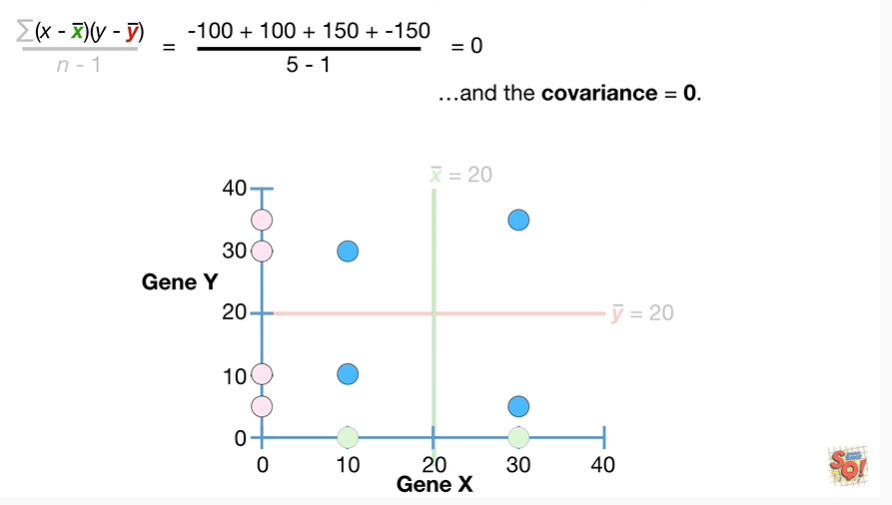 ∑(x - x̄)(y - ȳ) = -100 + 100 + 150 + -150 = 0
n - 1 5 - 1
…and the covariance = 0.
x̄ = 20
40
30
Gene Y
20
ȳ = 20
10
0
0 10 20 30 40
Gene X
SQ!